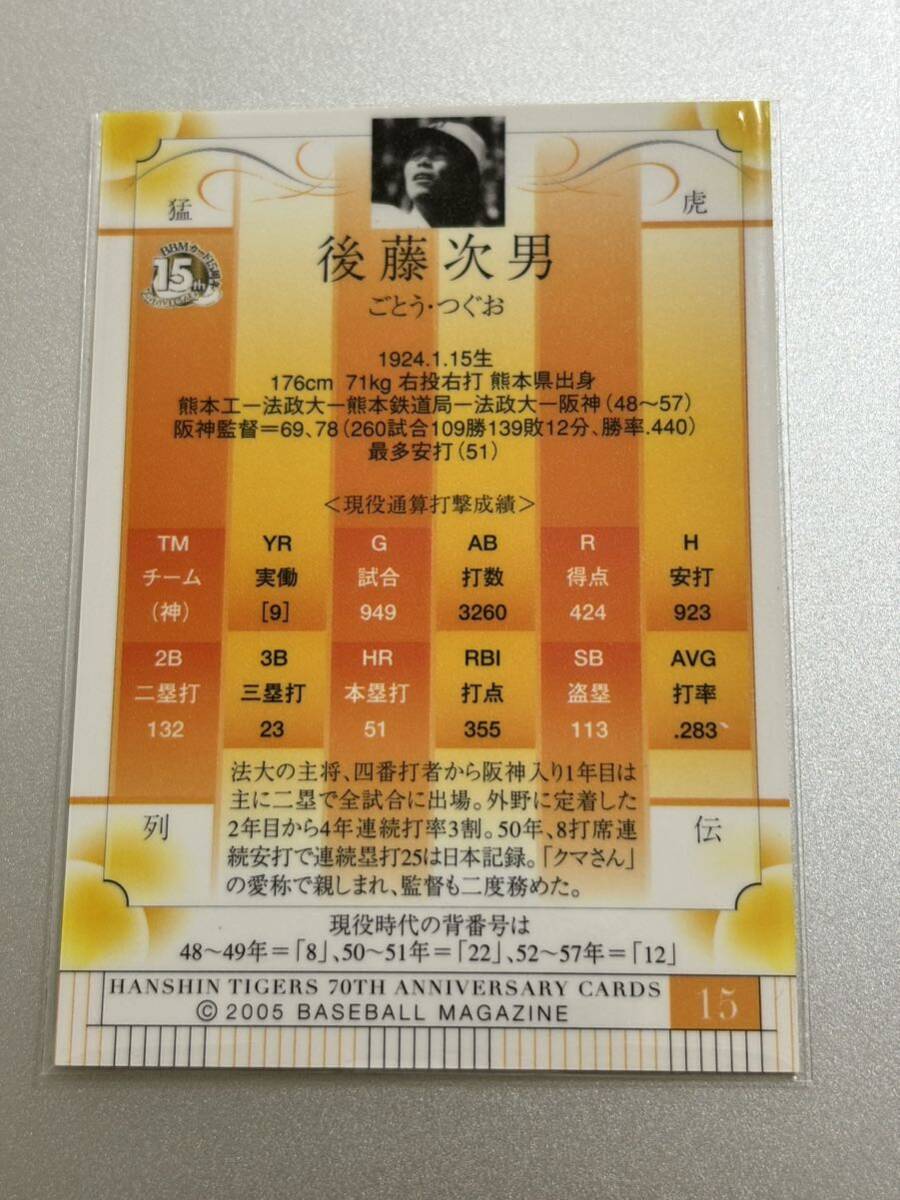 猛 虎
BBMカード15周年
15th
ANNIVERSARY
後藤次男
ごとう・つぐお
1924.1.15生
176cm 71kg 右投右打 熊本県出身
熊本工ー法政大ー熊本鉄道局ー法政大ー阪神(48〜57)
阪神監督=69、78(260試合109勝139敗12分、勝率.440)
最多安打(51)
<現役通算打撃成績>
TM YR G AB R H
チーム 実働 試合 打数 得点 安打
(神) [9] 949 3260 424 923
2B 3B HR RBI SB AVG
二塁打 三塁打 本塁打 打点 盗塁 打率
132 23 51 355 113 .283
法大の主将、四番打者から阪神入り1年目は
主に二塁で全試合に出場。外野に定着した
2年目から4年連続打率3割。50年、8打席連
続安打で連続塁打25は日本記録。「クマさん」
の愛称で親しまれ、監督も二度務めた。
列 伝
現役時代の背番号は
48〜49年=「8」、50〜51年=「22」、52〜57年=「12」
HANSHIN TIGERS 70TH ANNIVERSARY CARDS
© 2005 BASEBALL MAGAZINE
15